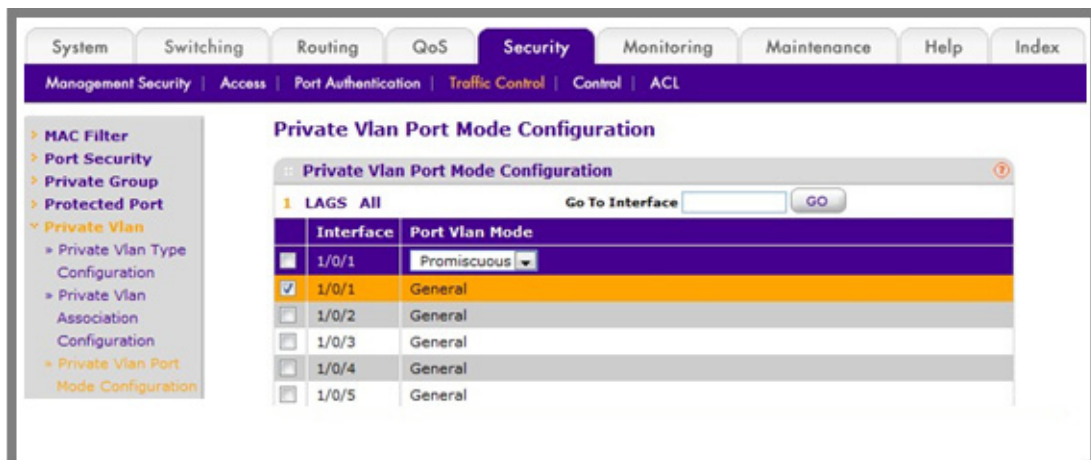 System Switching Routing QoS Security Monitoring Maintenance Help Index
Management Security | Access | Port Authentication | Traffic Control | Control | ACL
MAC Filter
Port Security
Private Group
Protected Port
Private Vlan
» Private Vlan Type
Configuration
» Private Vlan
Association
Configuration
» Private Vlan Port
Mode Configuration
Private Vlan Port Mode Configuration
Private Vlan Port Mode Configuration ?
1 LAGS All Go To Interface GO
Interface Port Vlan Mode
1/0/1 Promiscuous
1/0/1 General
1/0/2 General
1/0/3 General
1/0/4 General
1/0/5 General